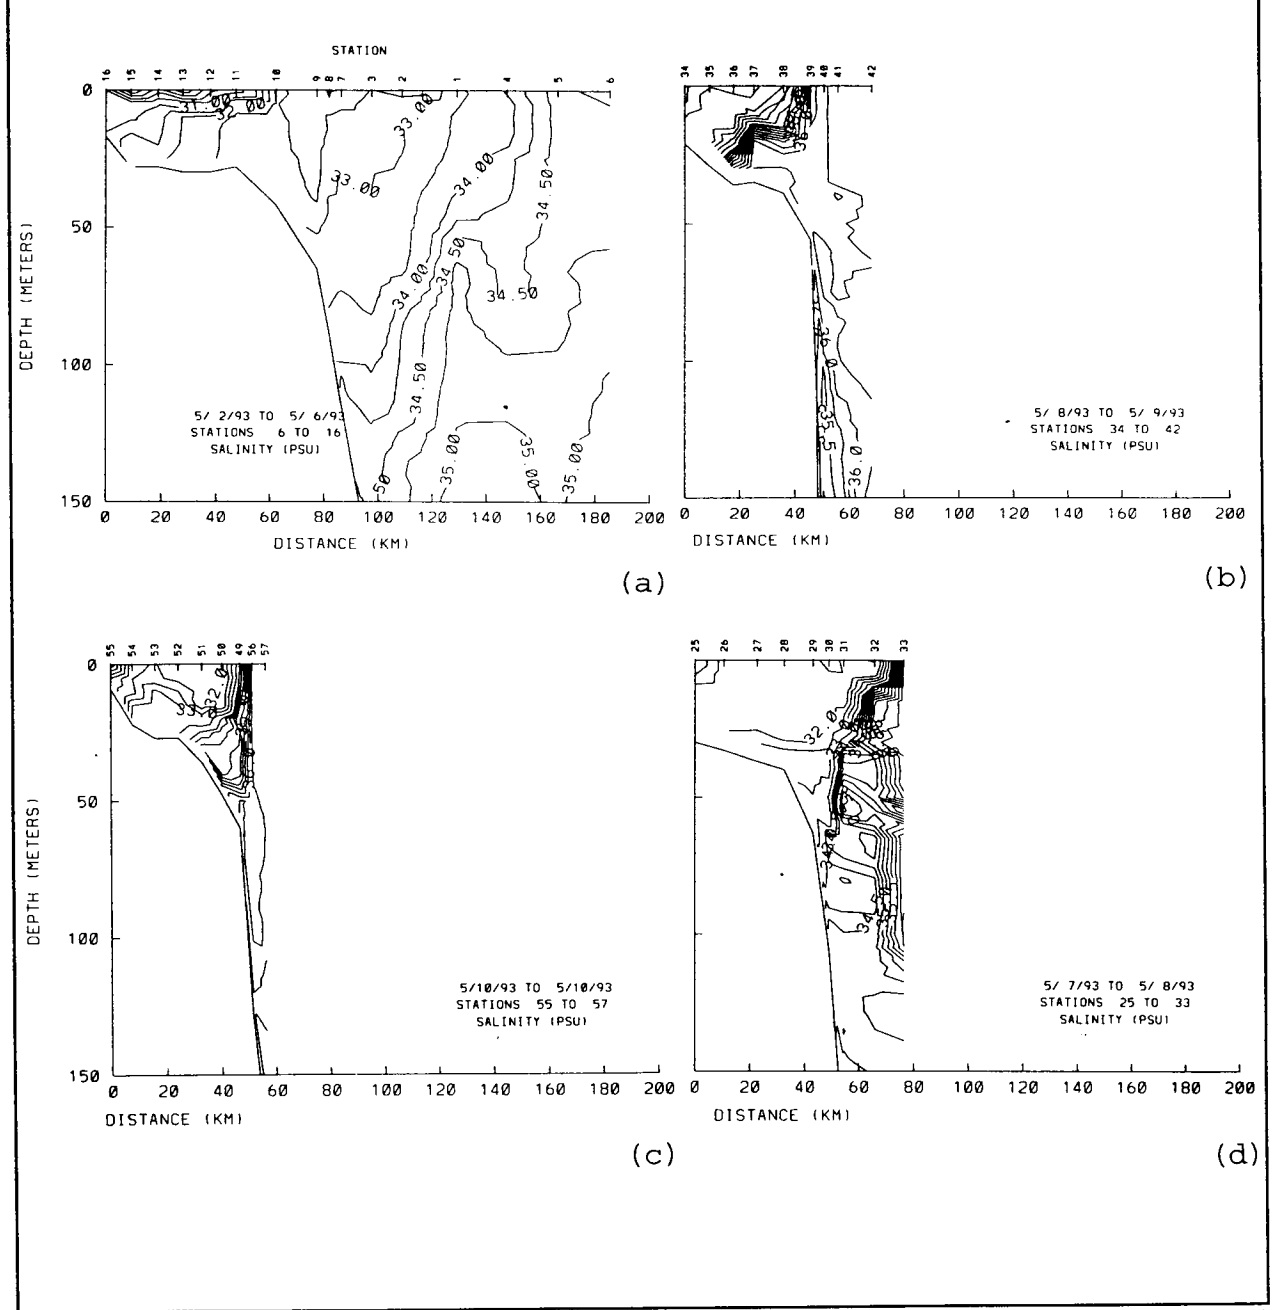 STATION
16 15 14 13 12 11 10 9 8 7 3 2 1 4 5 6
0
50
100
150
DEPTH (METERS)
31.00
32.00
33.00
33.00
34.00
34.50
34.00
34.50
34.50
34.50
35.00
35.00
35.00
50
5/ 2/93 TO 5/ 6/93
STATIONS 6 TO 16
SALINITY (PSU)
0 20 40 60 80 100 120 140 160 180 200
DISTANCE (KM)
(a)
34 35 36 37 38 39 40 41 42
36.0
35.5
36.0
5/ 8/93 TO 5/ 9/93
STATIONS 34 TO 42
SALINITY (PSU)
0 20 40 60 80 100 120 140 160 180 200
DISTANCE (KM)
(b)
55 54 53 52 51 50 49 56 57
0
50
100
150
DEPTH (METERS)
32.0
5/10/93 TO 5/10/93
STATIONS 55 TO 57
SALINITY (PSU)
0 20 40 60 80 100 120 140 160 180 200
DISTANCE (KM)
(c)
25 26 27 28 29 30 31 32 33
32.0
5/ 7/93 TO 5/ 8/93
STATIONS 25 TO 33
SALINITY (PSU)
0 20 40 60 80 100 120 140 160 180 200
DISTANCE (KM)
(d)